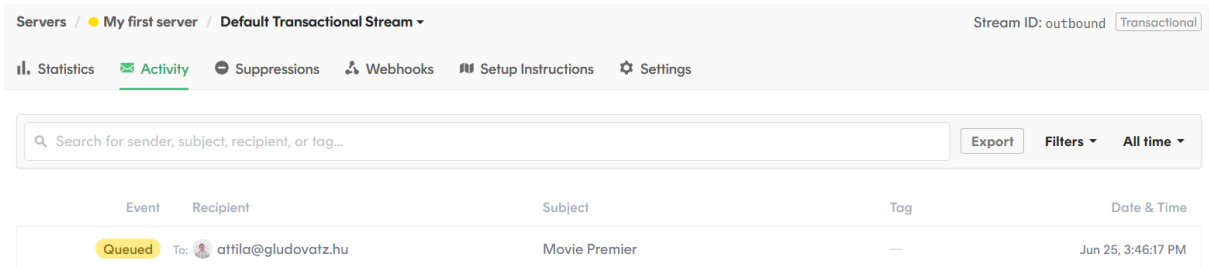 Servers / My first server / Default Transactional Stream Stream ID: outbound Transactional
Statistics Activity Suppressions Webhooks Setup Instructions Settings
Search for sender, subject, recipient, or tag... Export Filters All time
Event Recipient Subject Tag Date & Time
Queued To: attila@gludovatz.hu Movie Premier — Jun 25, 3:46:17 PM